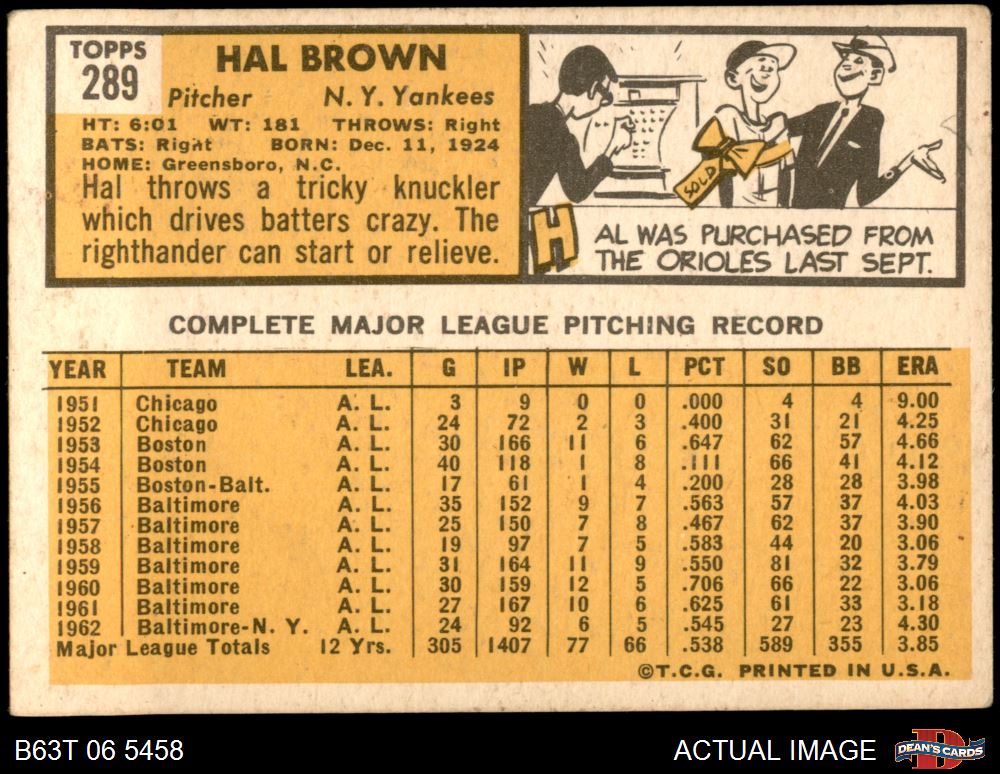 TOPPS
289
HAL BROWN
Pitcher N. Y. Yankees
HT: 6:01 WT: 181 THROWS: Right
BATS: Right BORN: Dec. 11, 1924
HOME: Greensboro, N.C.
Hal throws a tricky knuckler
which drives batters crazy. The
righthander can start or relieve.
SOLD
H
AL WAS PURCHASED FROM
THE ORIOLES LAST SEPT.
COMPLETE MAJOR LEAGUE PITCHING RECORD
YEAR TEAM LEA. G IP W L PCT SO BB ERA
1951 Chicago A. L. 3 9 0 0 .000 4 4 9.00
1952 Chicago A. L. 24 72 2 3 .400 31 21 4.25
1953 Boston A. L. 30 166 11 6 .647 62 57 4.66
1954 Boston A. L. 40 118 1 8 .111 66 41 4.12
1955 Boston-Balt. A. L. 17 61 1 4 .200 28 28 3.98
1956 Baltimore A. L. 35 152 9 7 .563 57 37 4.03
1957 Baltimore A. L. 25 150 7 8 .467 62 37 3.90
1958 Baltimore A. L. 19 97 7 5 .583 44 20 3.06
1959 Baltimore A. L. 31 164 11 9 .550 81 32 3.79
1960 Baltimore A. L. 30 159 12 5 .706 66 22 3.06
1961 Baltimore A. L. 27 167 10 6 .625 61 33 3.18
1962 Baltimore-N. Y. A. L. 24 92 6 5 .545 27 23 4.30
Major League Totals 12 Yrs. 305 1407 77 66 .538 589 355 3.85
©T.C.G. PRINTED IN U.S.A.
B63T 06 5458
ACTUAL IMAGE
D
DEAN'S CARDS